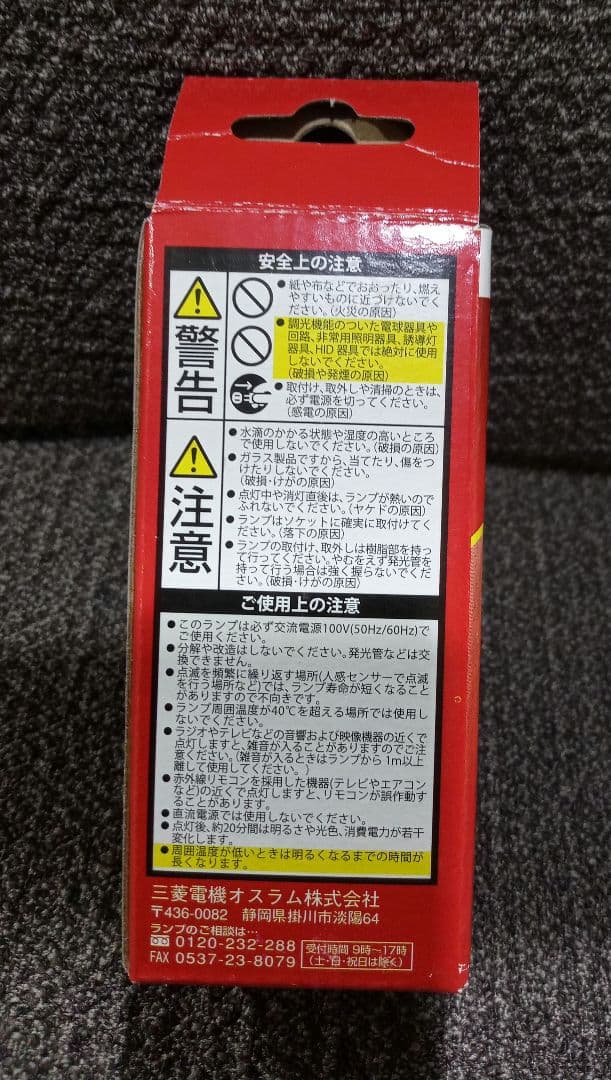 安全上の注意
警告
●紙や布などでおおったり、燃え
やすいものに近づけないでく
ださい。(火災の原因)
●調光機能のついた電球器具や
回路、非常用照明器具、誘導灯
器具、HID 器具では絶対に使用
しないでください。
(破損や発煙の原因)
●取付け、取外しや清掃のときは、
必ず電源を切ってください。
(感電の原因)
注意
●水滴のかかる状態や湿度の高いところ
で使用しないでください。(破損の原因)
●ガラス製品ですから、当てたり、傷をつ
けたりしないでください。
(破損・けがの原因)
●点灯中や消灯直後は、ランプが熱いので
ふれないでください。(ヤケドの原因)
●ランプはソケットに確実に取付けてく
ださい。(落下の原因)
●ランプの取付け、取外しは樹脂部を持っ
て行ってください。やむをえず発光管を
持って行う場合は強く握らないでくだ
さい。(破損・けがの原因)
ご使用上の注意
●このランプは必ず交流電源100V(50Hz/60Hz)で
ご使用ください。
●分解や改造はしないでください。発光管などは交
換できません。
●点滅を頻繁に繰り返す場所(人感センサーで点滅
を行う場所など)では、ランプ寿命が短くなること
がありますので不向きです。
●ランプ周囲温度が40℃を超える場所では使用し
ないでください。
●ラジオやテレビなどの音響および映像機器の近くで
点灯しますと、雑音が入ることがありますのでご注
意ください。(雑音が入るときはランプから1m以上
離して使用してください。)
●赤外線リモコンを採用した機器(テレビやエアコン
など)の近くで点灯しますと、リモコンが誤作動す
ることがあります。
●直流電源では使用しないでください。
●点灯後、約20分間は明るさや光色、消費電力が若干
変化します。
●周囲温度が低いときは明るくなるまでの時間が
長くなります。
三菱電機オスラム株式会社
〒436-0082 静岡県掛川市淡陽64
ランプのご相談は…
0120-232-288
受付時間 9時〜17時
(土・日・祝日は除く)
FAX 0537-23-8079